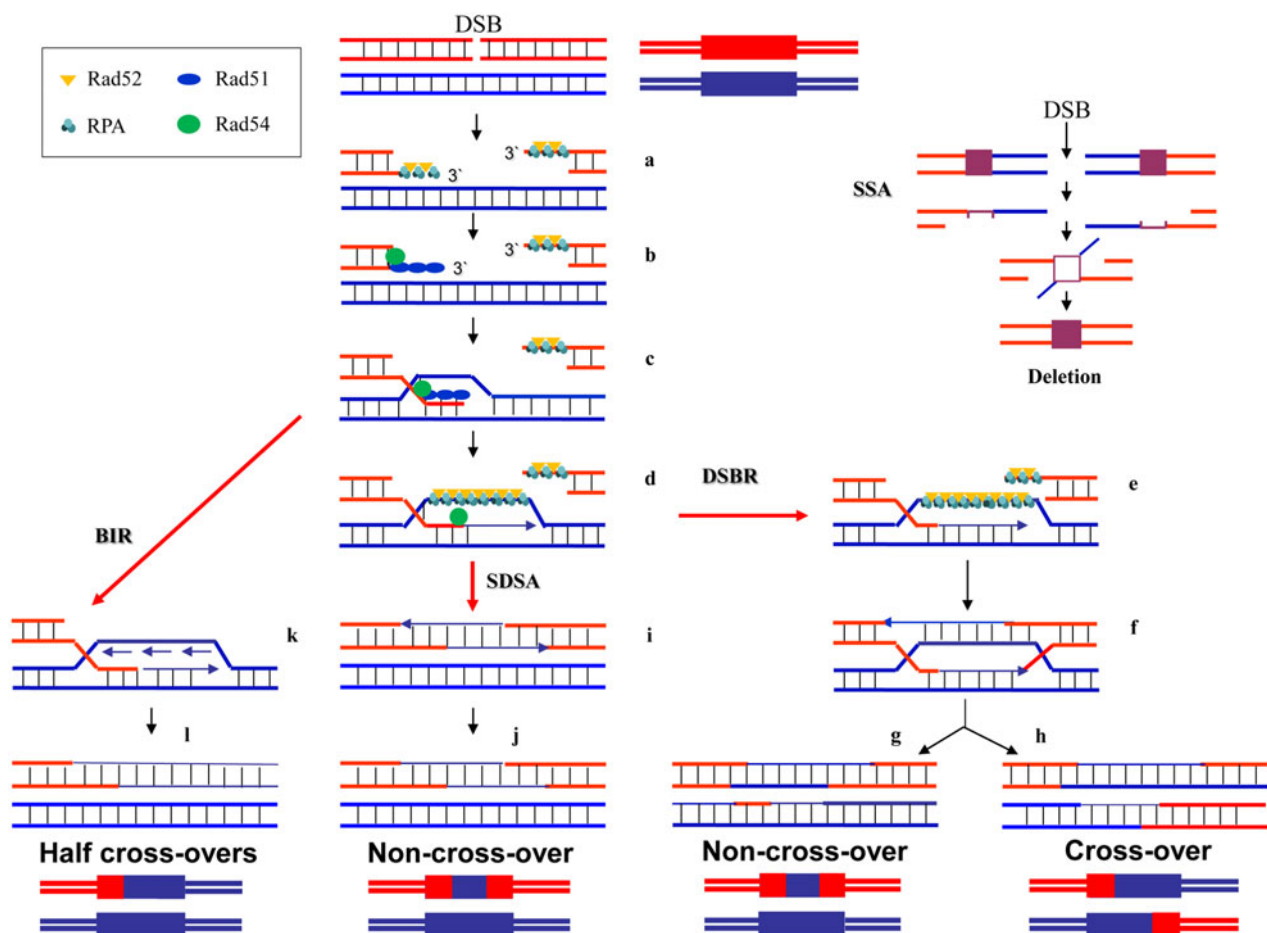 DSB
Rad52
Rad51
RPA
Rad54
3`
3`
a
3`
3`
b
c
d
DSB
SSA
Deletion
BIR
DSBR
SDSA
e
k
i
f
l
j
g
h
Half cross-overs
Non-cross-over
Non-cross-over
Cross-over